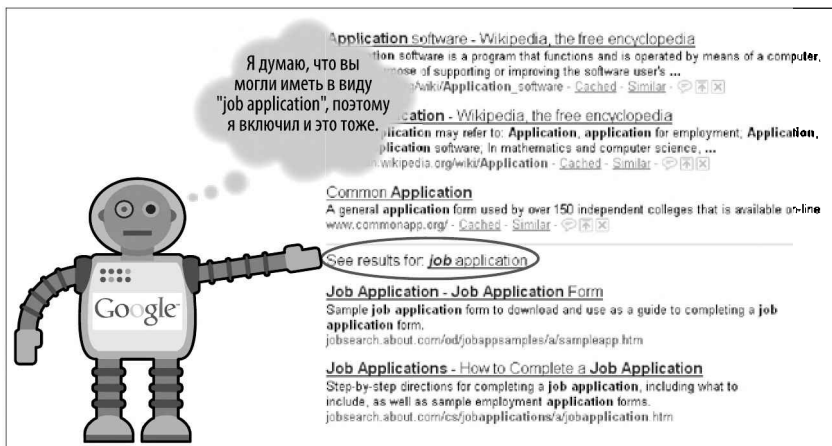 Я думаю, что вы
могли иметь в виду
"job application", поэтому
я включил и это тоже.
Google
Application software - Wikipedia, the free encyclopedia
software is a program that functions and is operated by means of a computer,
of supporting or improving the software user's ...
/wiki/Application_software - Cached - Similar -
- Wikipedia, the free encyclopedia
may refer to: Application, application for employment; Application,
software; In mathematics and computer science, ...
wikipedia.org/wiki/Application - Cached - Similar -
Common Application
A general application form used by over 150 independent colleges that is available on-line
www.commonapp.org/ - Cached - Similar -
See results for: job application
Job Application - Job Application Form
Sample job application form to download and use as a guide to completing a job
application form.
jobsearch.about.com/od/jobappsamples/a/sampleapp.htm
Job Applications - How to Complete a Job Application
Step-by-step directions for completing a job application, including what to
include, as well as sample employment application forms.
jobsearch.about.com/cs/jobapplications/a/jobapplication.htm